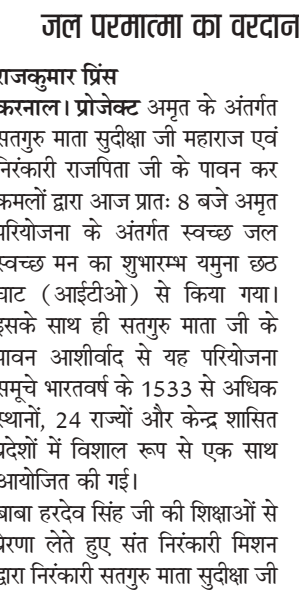 जल परमात्मा का वरदान
राजकुमार प्रिंस
करनाल। प्रोजेक्ट अमृत के अंतर्गत
सतगुरु माता सुदीक्षा जी महाराज एवं
निरंकारी राजपिता जी के पावन कर
कमलों द्वारा आज प्रातः 8 बजे अमृत
परियोजना के अंतर्गत स्वच्छ जल
स्वच्छ मन का शुभारम्भ यमुना छठ
घाट (आईटीओ) से किया गया।
इसके साथ ही सतगुरु माता जी के
पावन आशीर्वाद से यह परियोजना
समूचे भारतवर्ष के 1533 से अधिक
स्थानों, 24 राज्यों और केन्द्र शासित
प्रदेशों में विशाल रूप से एक साथ
आयोजित की गई।
बाबा हरदेव सिंह जी की शिक्षाओं से
प्रेरणा लेते हुए संत निरंकारी मिशन
द्वारा निरंकारी सतगुरु माता सुदीक्षा जी